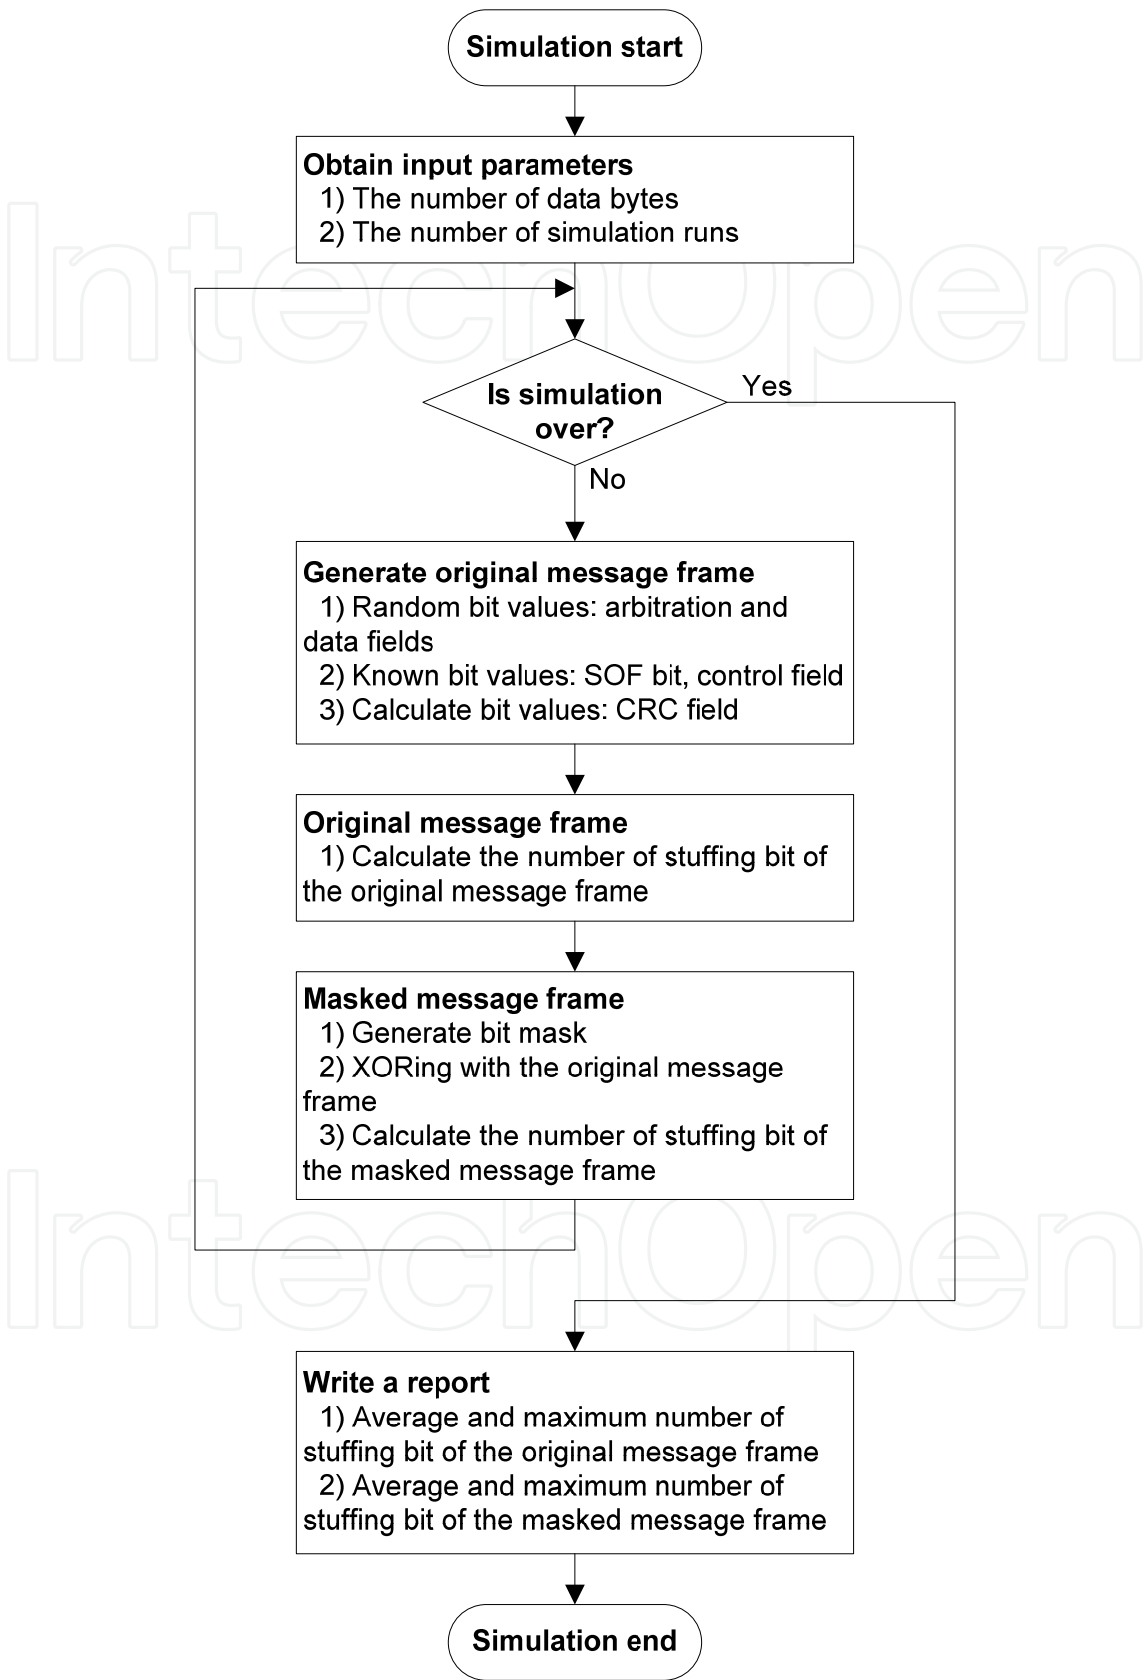 Simulation start
Obtain input parameters
1) The number of data bytes
2) The number of simulation runs
IntechOpen
Is simulation
over?
Yes
No
Generate original message frame
1) Random bit values: arbitration and
data fields
2) Known bit values: SOF bit, control field
3) Calculate bit values: CRC field
Original message frame
1) Calculate the number of stuffing bit of
the original message frame
Masked message frame
1) Generate bit mask
2) XORing with the original message
frame
3) Calculate the number of stuffing bit of
the masked message frame
IntechOpen
Write a report
1) Average and maximum number of
stuffing bit of the original message frame
2) Average and maximum number of
stuffing bit of the masked message frame
Simulation end